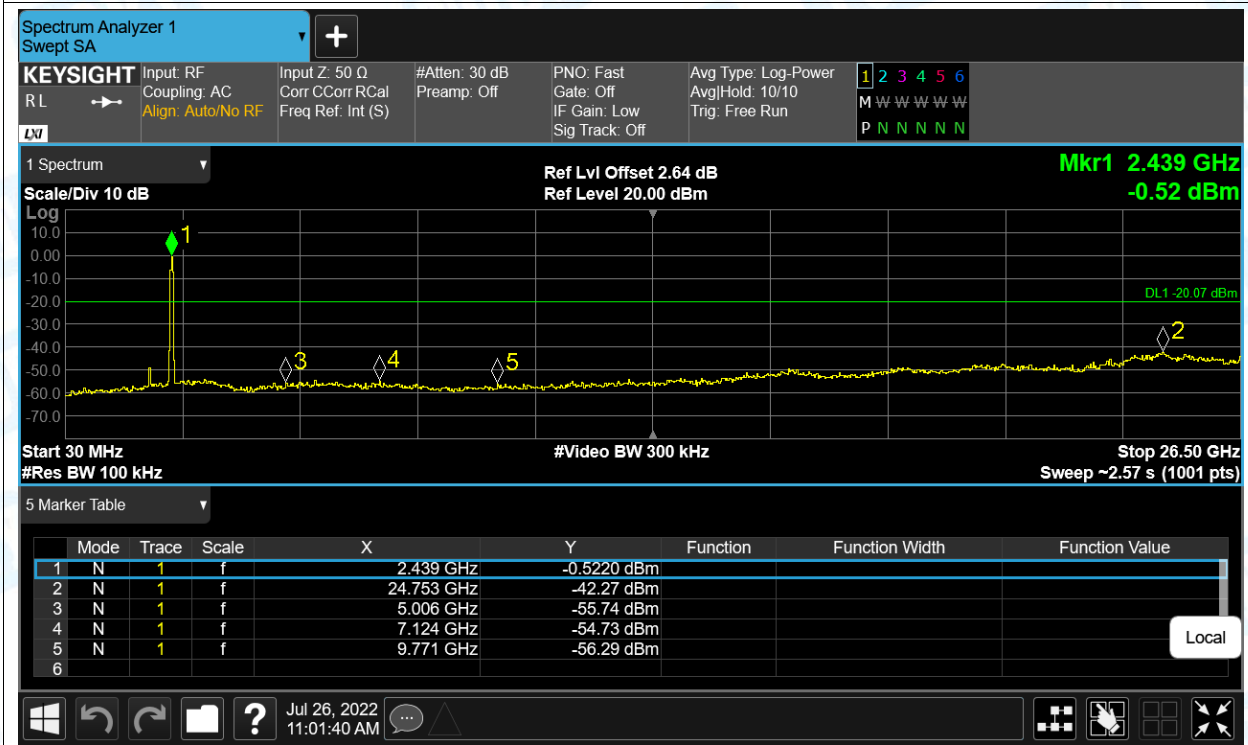 Spectrum Analyzer 1
Swept SA
+
KEYSIGHT
R L
LXI
Input: RF
Coupling: AC
Align: Auto/No RF
Input Z: 50 Ω
Corr CCorr RCal
Freq Ref: Int (S)
#Atten: 30 dB
Preamp: Off
PNO: Fast
Gate: Off
IF Gain: Low
Sig Track: Off
Avg Type: Log-Power
Avg|Hold: 10/10
Trig: Free Run
1 2 3 4 5 6
M W W W W W
P N N N N N
1 Spectrum
Scale/Div 10 dB
Ref Lvl Offset 2.64 dB
Ref Level 20.00 dBm
Mkr1 2.439 GHz
-0.52 dBm
Log
10.0
0.00
-10.0
-20.0
-30.0
-40.0
-50.0
-60.0
-70.0
1
DL1 -20.07 dBm
2
3
4
5
Start 30 MHz
#Video BW 300 kHz
Stop 26.50 GHz
#Res BW 100 kHz
Sweep ~2.57 s (1001 pts)
5 Marker Table
Mode Trace Scale X Y Function Function Width Function Value
1 N 1 f 2.439 GHz -0.5220 dBm
2 N 1 f 24.753 GHz -42.27 dBm
3 N 1 f 5.006 GHz -55.74 dBm
4 N 1 f 7.124 GHz -54.73 dBm
5 N 1 f 9.771 GHz -56.29 dBm
6
Local
?
Jul 26, 2022
11:01:40 AM